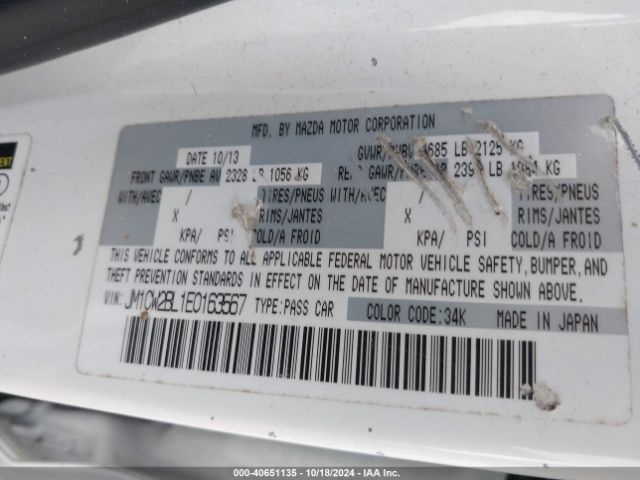 MFD. BY MAZDA MOTOR CORPORATION
DATE 10/13
4685 LB 2125 KG
FRONT GAWR/PNBE AV 2328 LB 1056 KG
GAWR/ LB KG
WITH/AVEC / TIRES/PNEUS WITH/AVEC / TIRES/PNEUS
X RIMS/JANTES X RIMS/JANTES
KPA/ PSI COLD/A FROID KPA/ PSI COLD/A FROID
THIS VEHICLE CONFORMS TO ALL APPLICABLE FEDERAL MOTOR VEHICLE SAFETY, BUMPER, AND
THEFT PREVENTION STANDARDS IN EFFECT ON THE DATE OF MANUFACTURE SHOWN ABOVE.
VIN: JM1CW2BL1E0163567 TYPE:PASS CAR COLOR CODE:34K MADE IN JAPAN
000-40651135 - 10/18/2024 - IAA Inc.